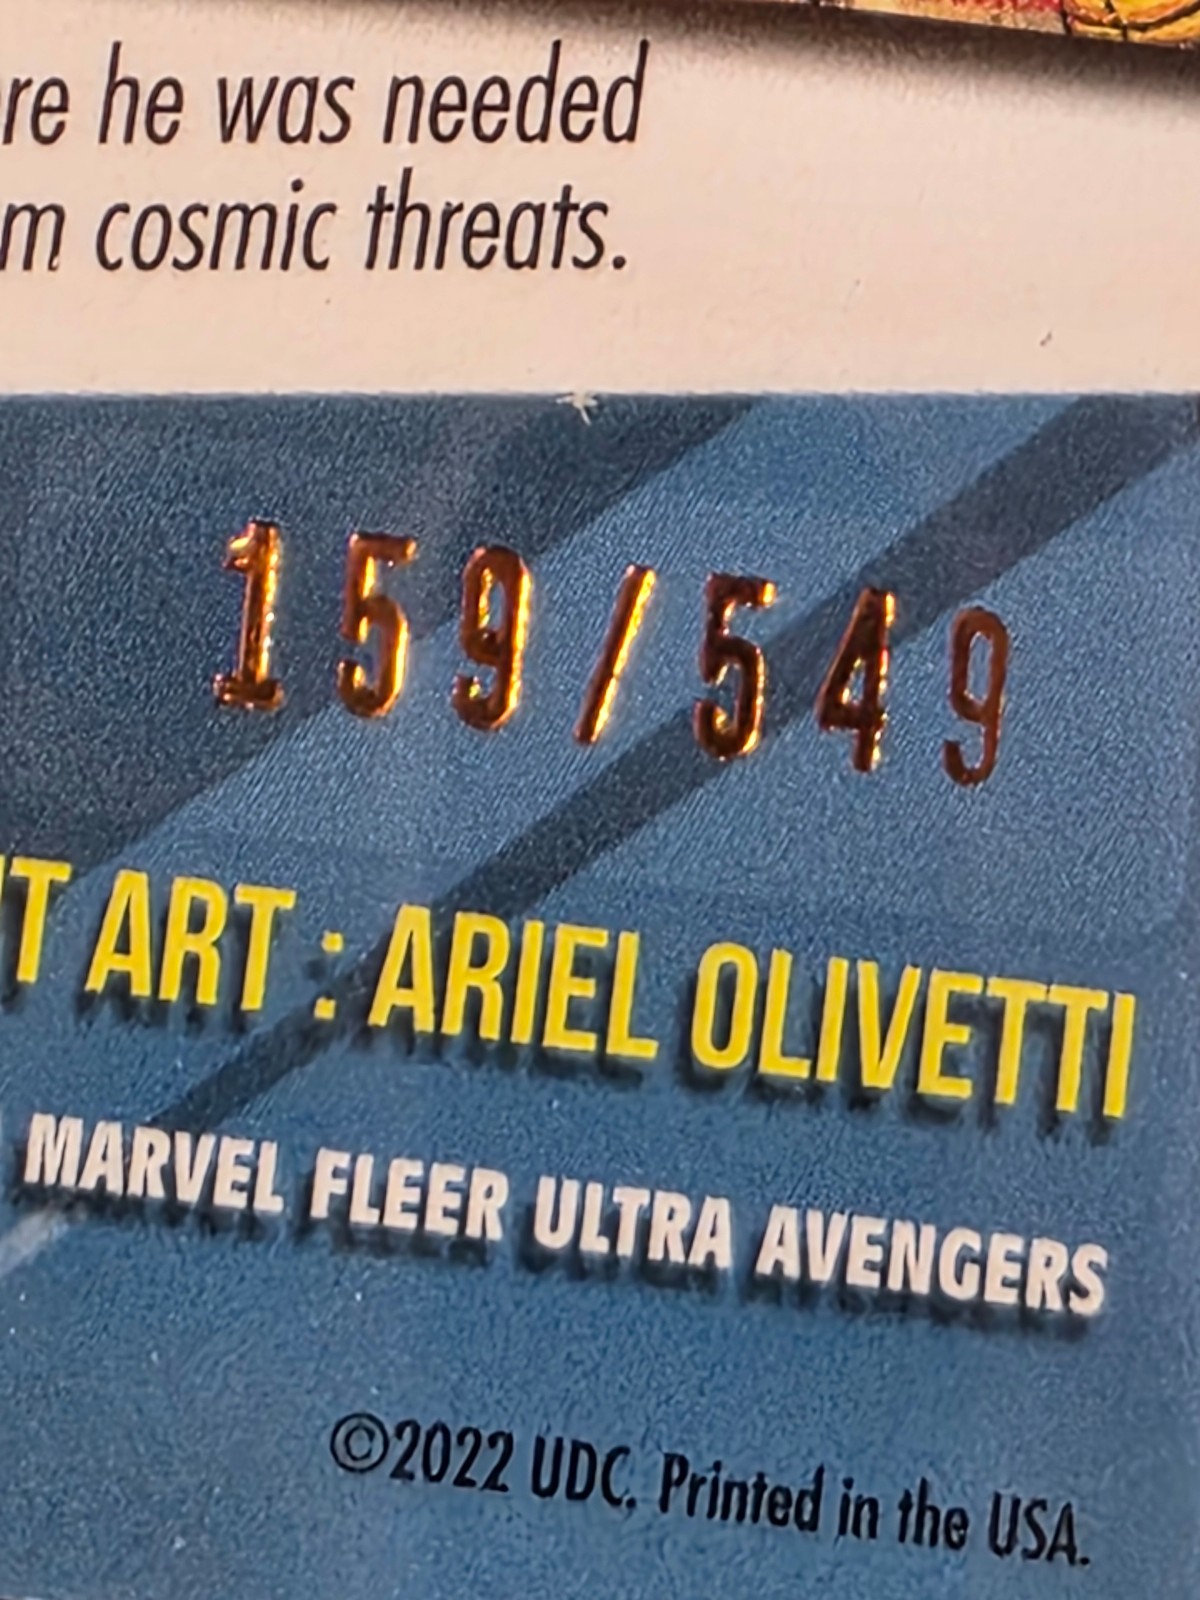 re he was needed
m cosmic threats.
159/549
T ART : ARIEL OLIVETTI
MARVEL FLEER ULTRA AVENGERS
©2022 UDC. Printed in the USA.